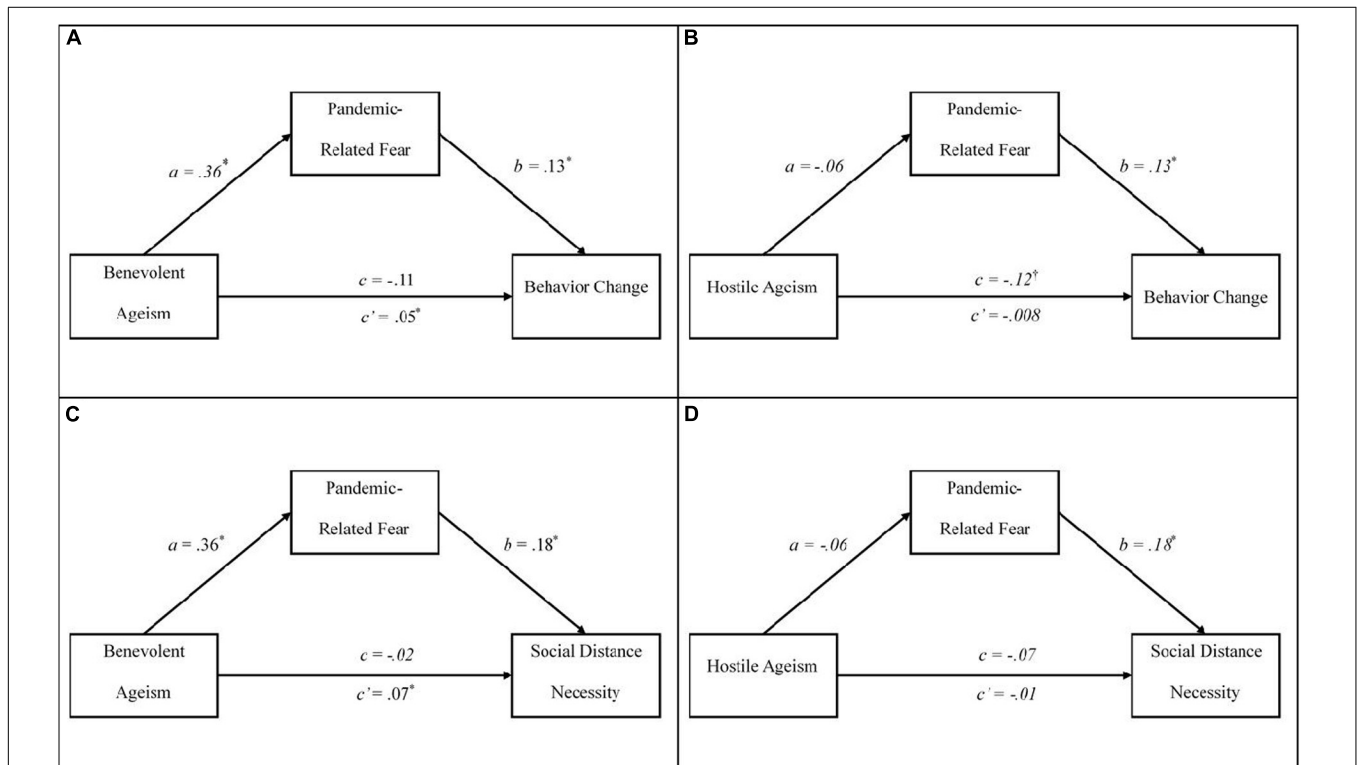 A
Pandemic-
Related Fear
a = .36*
b = .13*
Benevolent
Ageism
c = -.11
c’ = .05*
Behavior Change
B
Pandemic-
Related Fear
a = -.06
b = .13*
Hostile Ageism
c = -.12†
c’ = -.008
Behavior Change
C
Pandemic-
Related Fear
a = .36*
b = .18*
Benevolent
Ageism
c = -.02
c’ = .07*
Social Distance
Necessity
D
Pandemic-
Related Fear
a = -.06
b = .18*
Hostile Ageism
c = -.07
c’ = -.01
Social Distance
Necessity